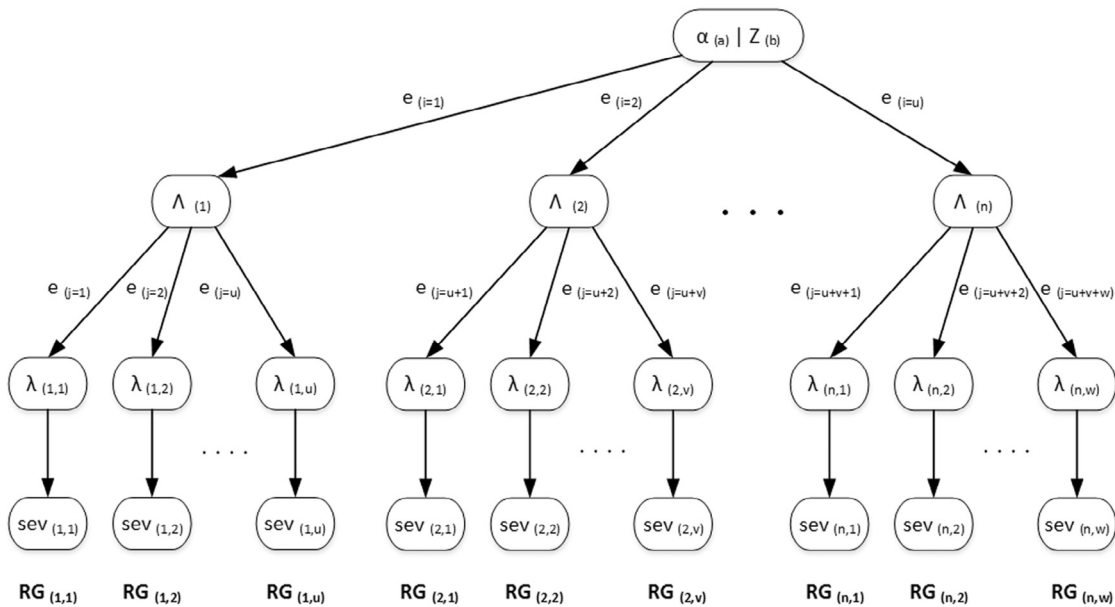 α (a) | Z (b)
e (i=1) e (i=2) e (i=u)
Λ (1) Λ (2) . . . Λ (n)
e (j=1) e (j=2) e (j=u) e (j=u+1) e (j=u+2) e (j=u+v) e (j=u+v+1) e (j=u+v+2) e (j=u+v+w)
λ (1,1) λ (1,2) λ (1,u) λ (2,1) λ (2,2) λ (2,v) λ (n,1) λ (n,2) λ (n,w)
. . . . . . . . . . . .
sev (1,1) sev (1,2) sev (1,u) sev (2,1) sev (2,2) sev (2,v) sev (n,1) sev (n,2) sev (n,w)
RG (1,1) RG (1,2) RG (1,u) RG (2,1) RG (2,2) RG (2,v) RG (n,1) RG (n,2) RG (n,w)